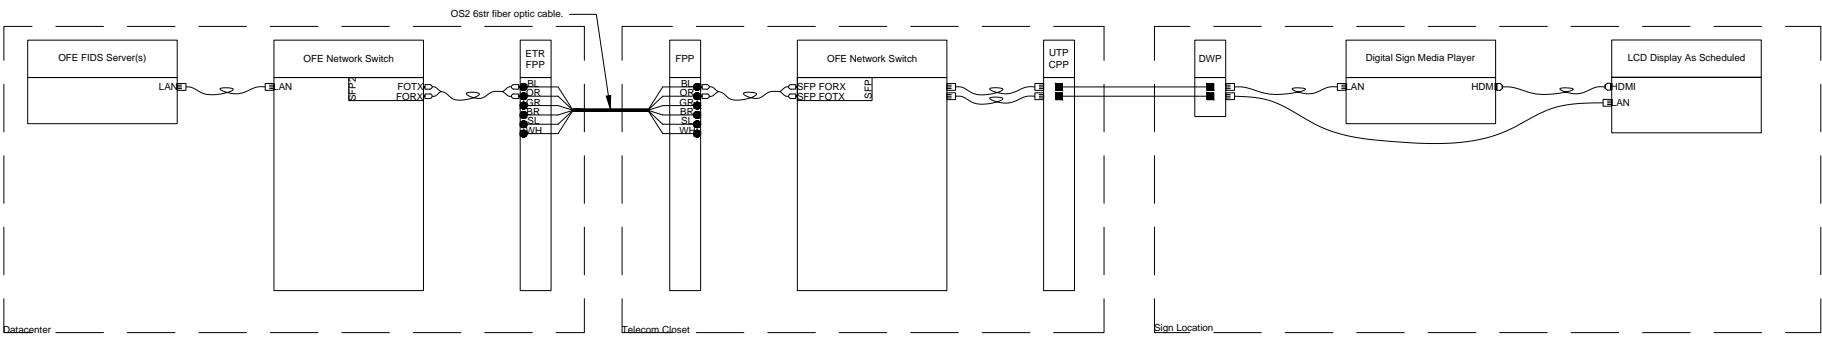 OS2 6str fiber optic cable.
OFE FIDS Server(s)
LAN
OFE Network Switch
LAN
SFP2
FOTX
FORX
ETR
FPP
BL
OR
GR
BR
SL
WH
Datacenter
FPP
BL
OR
GR
BR
SL
WH
OFE Network Switch
SFP FORX
SFP FOTX
SFP
UTP
CPP
Telecom Closet
DWP
Digital Sign Media Player
LAN
HDMI
LCD Display As Scheduled
HDMI
LAN
Sign Location